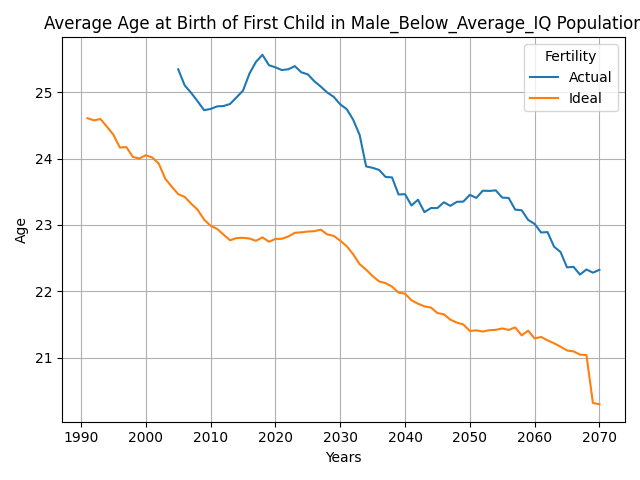 Average Age at Birth of First Child in Male_Below_Average_IQ Population
Fertility
Actual
Ideal
25
24
23
22
21
Age
1990 2000 2010 2020 2030 2040 2050 2060 2070
Years